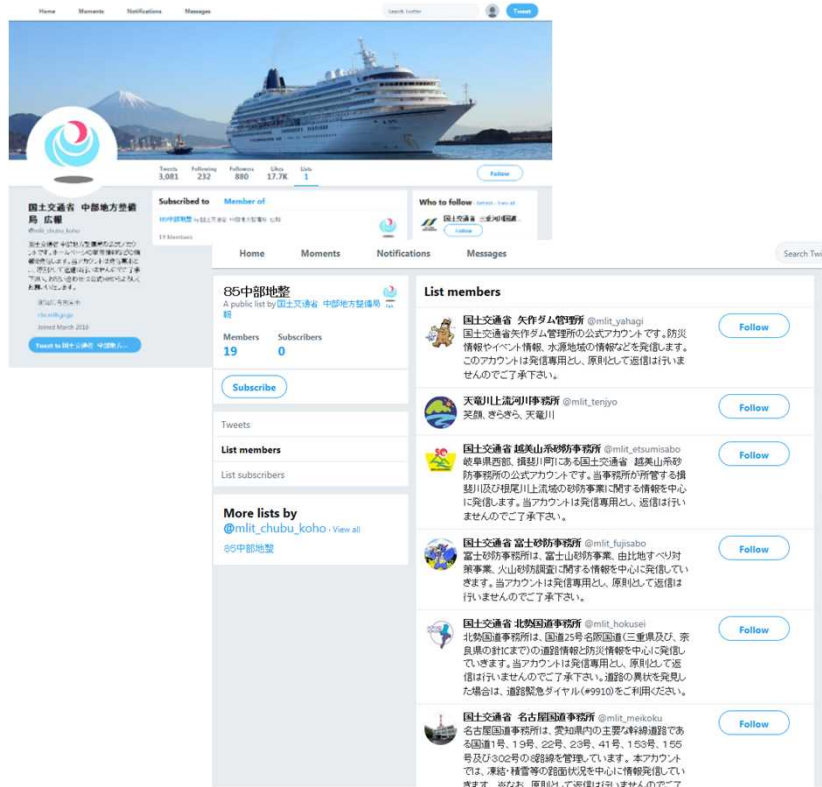 Home Moments Notifications Messages
Tweet
Tweets Following Followers Likes Lists
3,081 232 880 17.7K 1
Follow
国土交通省 中部地方整備
局 広報
@mlit_chubu_koho
Joined March 2018
Subscribed to Member of
19 Members
Who to follow
Follow
Home Moments Notifications Messages
Search Twi
85中部地整
A public list by 国土交通省 中部地方整備局 広
報
Members Subscribers
19 0
Subscribe
Tweets
List members
List subscribers
More lists by
@mlit_chubu_koho · View all
85中部地整
List members
国土交通省 矢作ダム管理所 @mlit_yahagi
国土交通省矢作ダム管理所の公式アカウントです。防災
情報やイベント情報、水源地域の情報などを発信します。
このアカウントは発信専用とし、原則として返信は行いま
せんのでご了承下さい。
Follow
天竜川上流河川事務所 @mlit_tenjyo
笑顔、きらきら、天竜川
Follow
国土交通省 越美山系砂防事務所 @mlit_etsumisabo
岐阜県西部、揖斐川町にある国土交通省 越美山系砂
防事務所の公式アカウントです。当事務所が所管する揖
斐川及び根尾川上流域の砂防事業に関する情報を中心
に発信します。当アカウントは発信専用とし、返信は行い
ませんのでご了承下さい。
Follow
国土交通省 富士砂防事務所 @mlit_fujisabo
富士砂防事務所は、富士山砂防事業、由比地すべり対
策事業、火山砂防調査に関する情報を中心に発信してい
きます。当アカウントは発信専用とし、原則として返信は
行いませんのでご了承下さい。
Follow
国土交通省 北勢国道事務所 @mlit_hokusei
北勢国道事務所は、国道25号名阪国道（三重県及び、奈
良県の針ICまで）の道路情報と防災情報を中心に発信し
ていきます。当アカウントは発信専用とし、原則として返
信は行いませんのでご了承下さい。道路の異状を発見し
た場合は、道路緊急ダイヤル（#9910）をご利用ください。
Follow
国土交通省 名古屋国道事務所 @mlit_meikoku
名古屋国道事務所は、愛知県内の主要な幹線道路であ
る国道1号、19号、22号、23号、41号、153号、155
号及び302号の8路線を管理しています。本アカウント
では、凍結・積雪等の路面状況を中心に情報発信してい
ます。※なお、原則として返信は行いませんのでご了
Follow